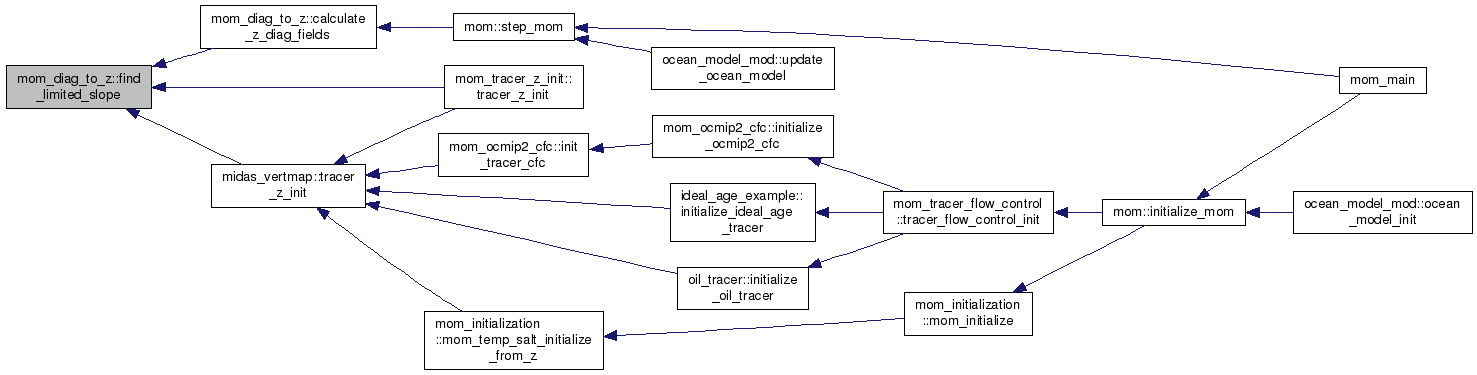 mom_diag_to_z::find
_limited_slope
mom_diag_to_z::calculate
_z_diag_fields
mom::step_mom
ocean_model_mod::update
_ocean_model
mom_main
mom_tracer_z_init::
tracer_z_init
midas_vertmap::tracer
_z_init
mom_ocmip2_cfc::init
_tracer_cfc
mom_ocmip2_cfc::initialize
_ocmip2_cfc
ideal_age_example::
initialize_ideal_age
_tracer
oil_tracer::initialize
_oil_tracer
mom_tracer_flow_control
::tracer_flow_control_init
mom::initialize_mom
ocean_model_mod::ocean
_model_init
mom_initialization
::mom_temp_salt_initialize
_from_z
mom_initialization
::mom_initialize